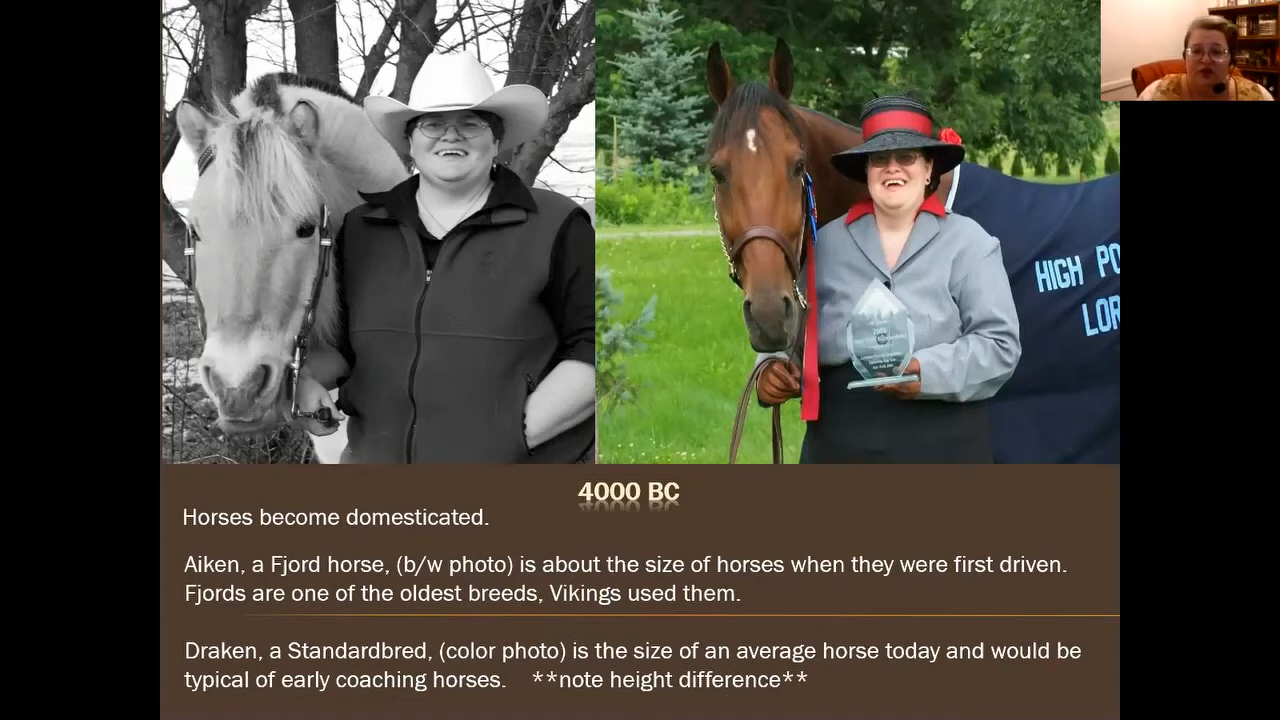 HIGH PO
LOR
2009
4000 BC
Horses become domesticated.
Aiken, a Fjord horse, (b/w photo) is about the size of horses when they were first driven.
Fjords are one of the oldest breeds, Vikings used them.
Draken, a Standardbred, (color photo) is the size of an average horse today and would be
typical of early coaching horses. **note height difference**